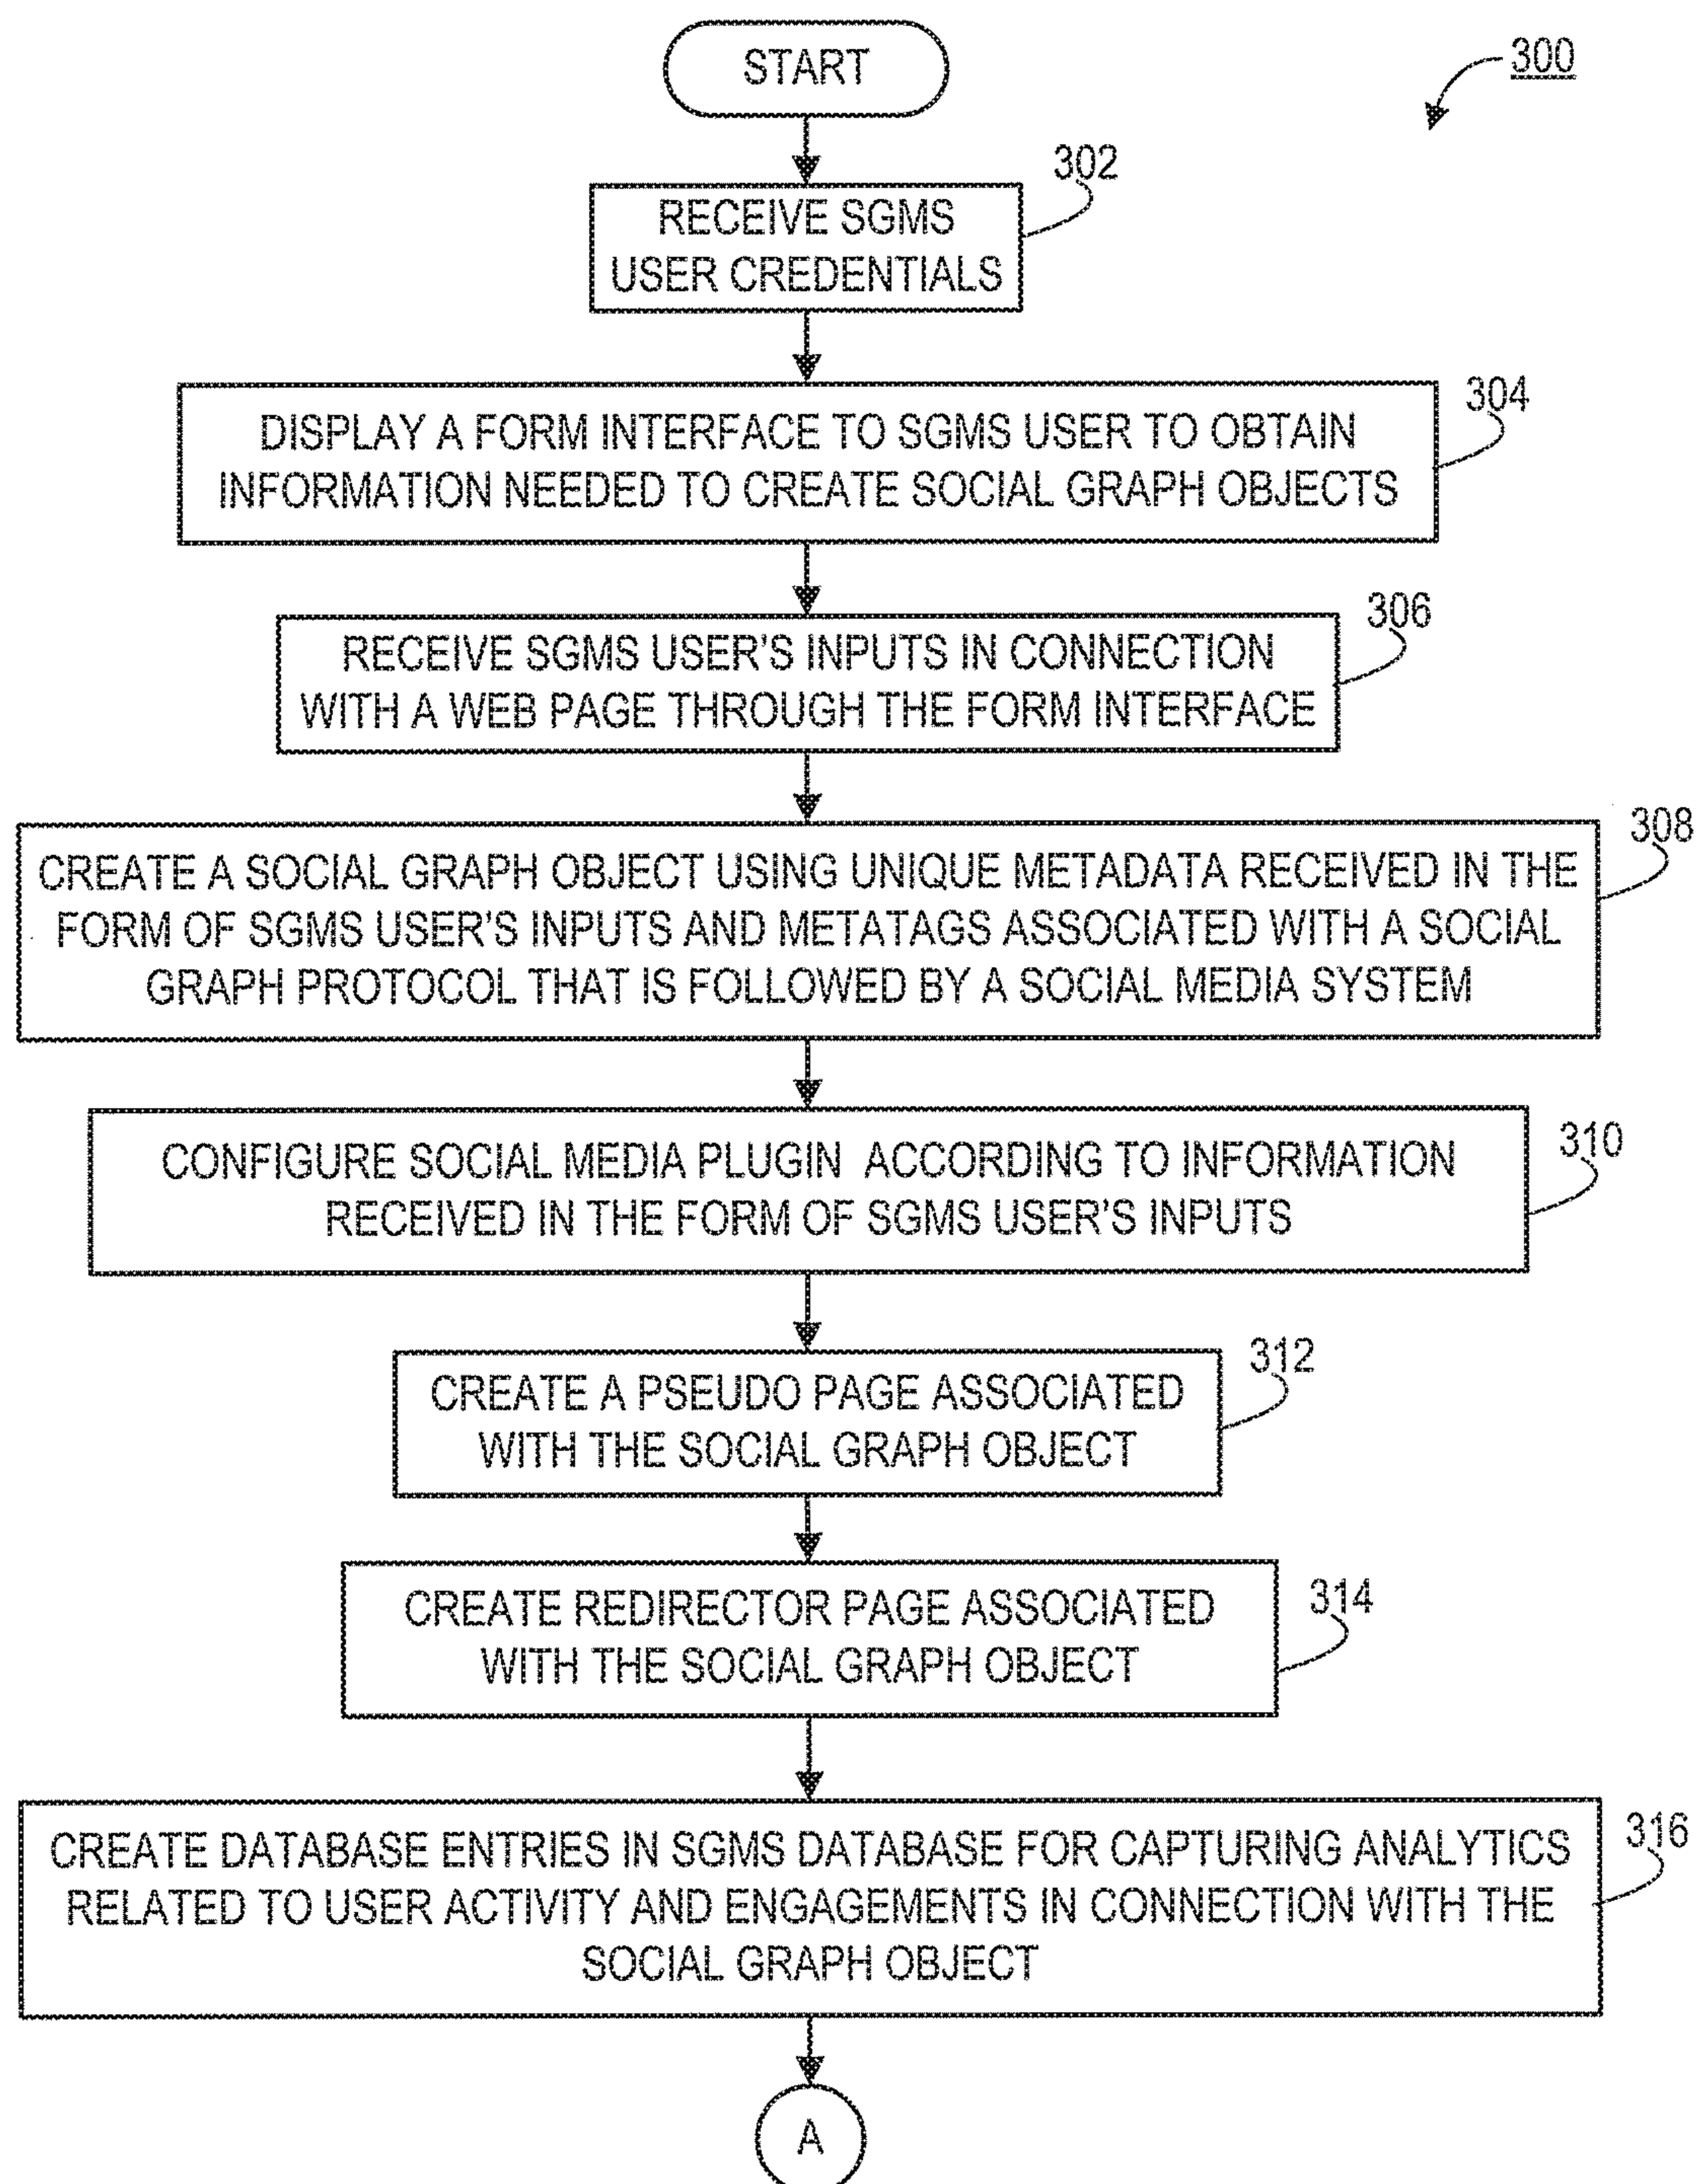 START
300
302
RECEIVE SGMS
USER CREDENTIALS
304
DISPLAY A FORM INTERFACE TO SGMS USER TO OBTAIN
INFORMATION NEEDED TO CREATE SOCIAL GRAPH OBJECTS
306
RECEIVE SGMS USER'S INPUTS IN CONNECTION
WITH A WEB PAGE THROUGH THE FORM INTERFACE
308
CREATE A SOCIAL GRAPH OBJECT USING UNIQUE METADATA RECEIVED IN THE
FORM OF SGMS USER'S INPUTS AND METATAGS ASSOCIATED WITH A SOCIAL
GRAPH PROTOCOL THAT IS FOLLOWED BY A SOCIAL MEDIA SYSTEM
310
CONFIGURE SOCIAL MEDIA PLUGIN ACCORDING TO INFORMATION
RECEIVED IN THE FORM OF SGMS USER'S INPUTS
312
CREATE A PSEUDO PAGE ASSOCIATED
WITH THE SOCIAL GRAPH OBJECT
314
CREATE REDIRECTOR PAGE ASSOCIATED
WITH THE SOCIAL GRAPH OBJECT
316
CREATE DATABASE ENTRIES IN SGMS DATABASE FOR CAPTURING ANALYTICS
RELATED TO USER ACTIVITY AND ENGAGEMENTS IN CONNECTION WITH THE
SOCIAL GRAPH OBJECT
A